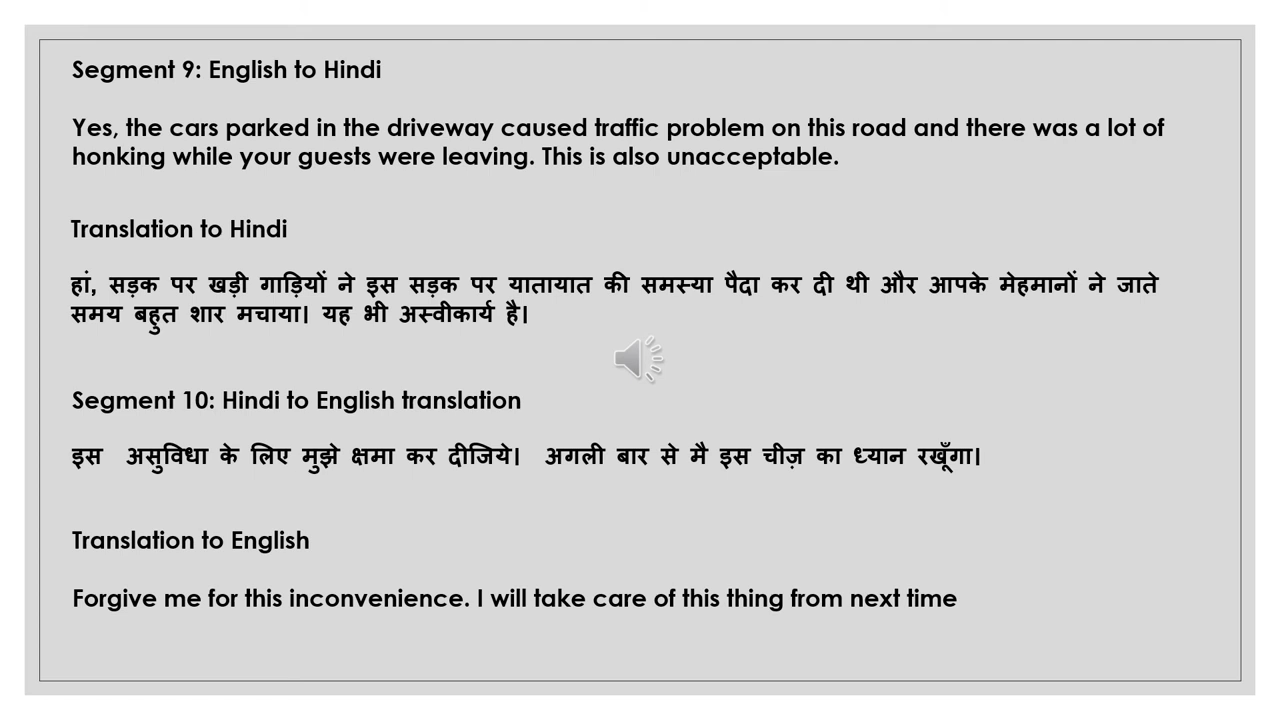 Segment 9: English to Hindi
Yes, the cars parked in the driveway caused traffic problem on this road and there was a lot of
honking while your guests were leaving. This is also unacceptable.
Translation to Hindi
हां, सड़क पर खड़ी गाड़ियों ने इस सड़क पर यातायात की समस्या पैदा कर दी थी और आपके मेहमानों ने जाते
समय बहुत शार मचाया। यह भी अस्वीकार्य है।
Segment 10: Hindi to English translation
इस असुविधा के लिए मुझे क्षमा कर दीजिये। अगली बार से मै इस चीज़ का ध्यान रखूँगा।
Translation to English
Forgive me for this inconvenience. I will take care of this thing from next time